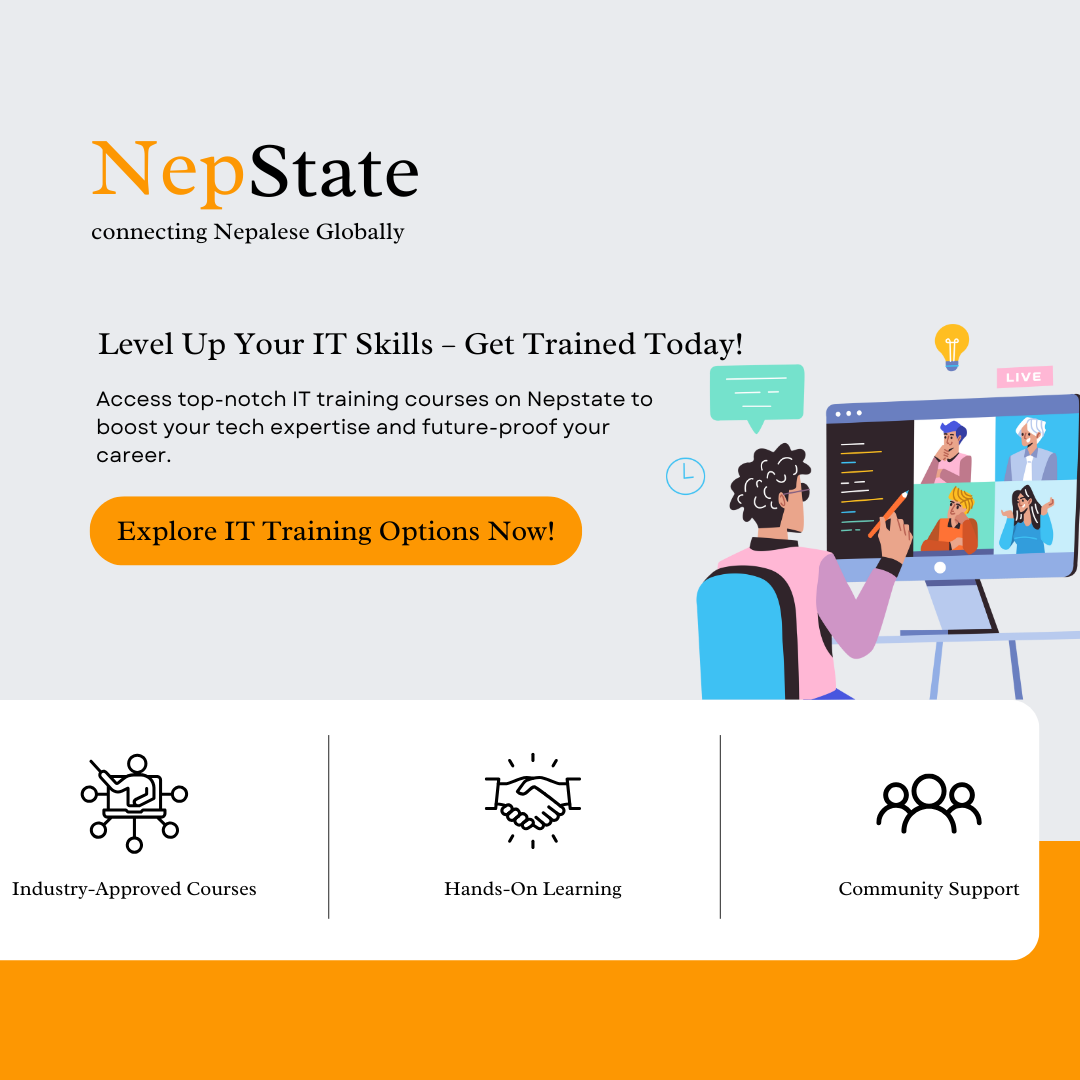 NepState
connecting Nepalese Globally
Level Up Your IT Skills – Get Trained Today!
Access top-notch IT training courses on Nepstate to
boost your tech expertise and future-proof your
career.
Explore IT Training Options Now!
LIVE
Industry-Approved Courses
Hands-On Learning
Community Support